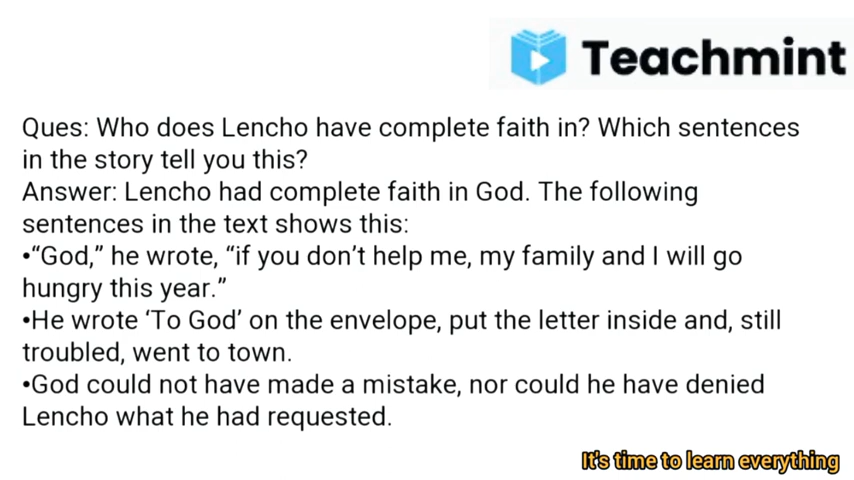 Teachmint
Ques: Who does Lencho have complete faith in? Which sentences
in the story tell you this?
Answer: Lencho had complete faith in God. The following
sentences in the text shows this:
•“God,” he wrote, “if you don’t help me, my family and I will go
hungry this year.”
•He wrote ‘To God’ on the envelope, put the letter inside and, still
troubled, went to town.
•God could not have made a mistake, nor could he have denied
Lencho what he had requested.
It's time to learn everything